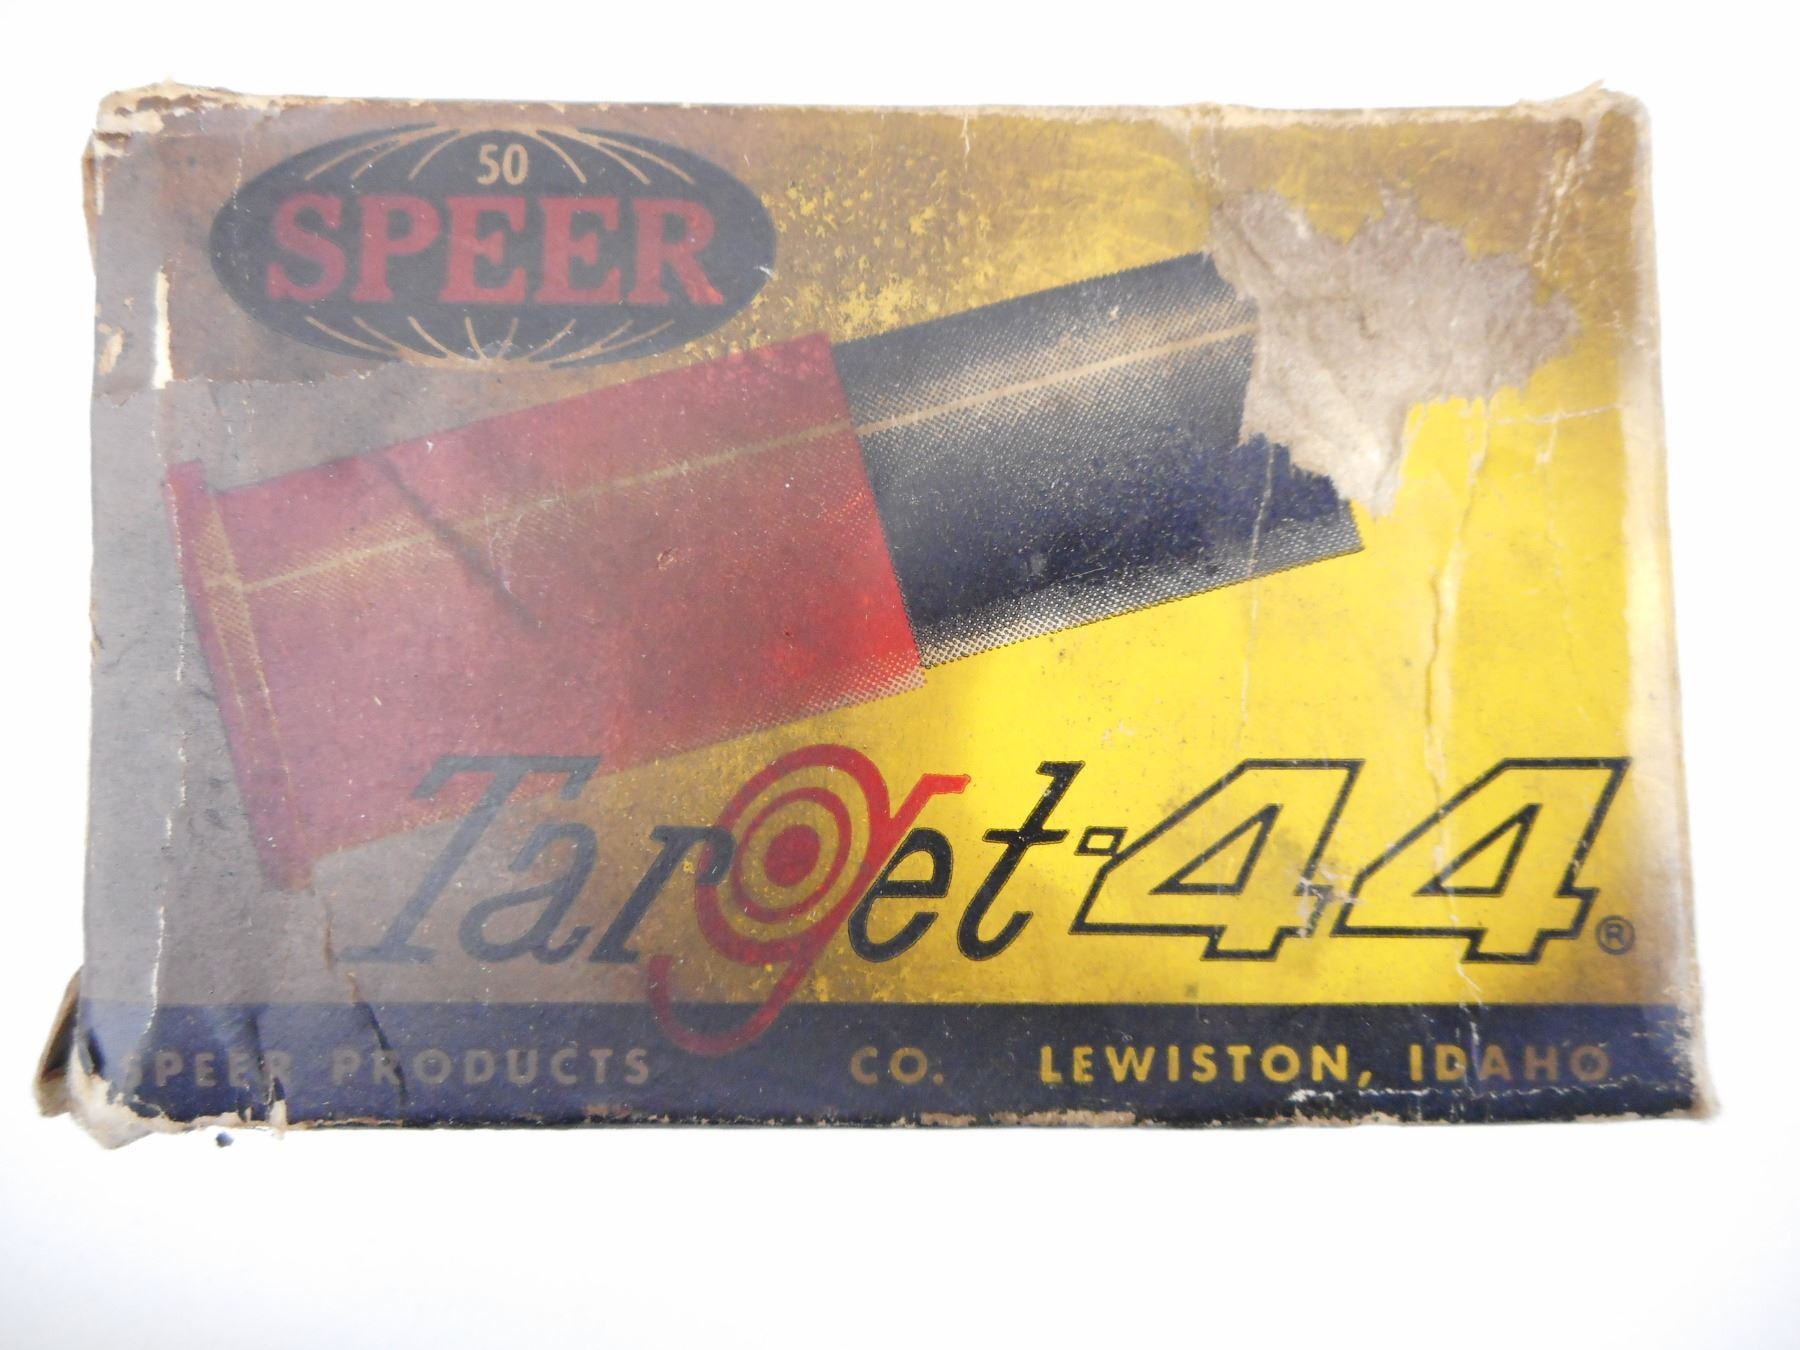 50
SPEER
Target-44®
SPEER PRODUCTS CO. LEWISTON, IDAHO